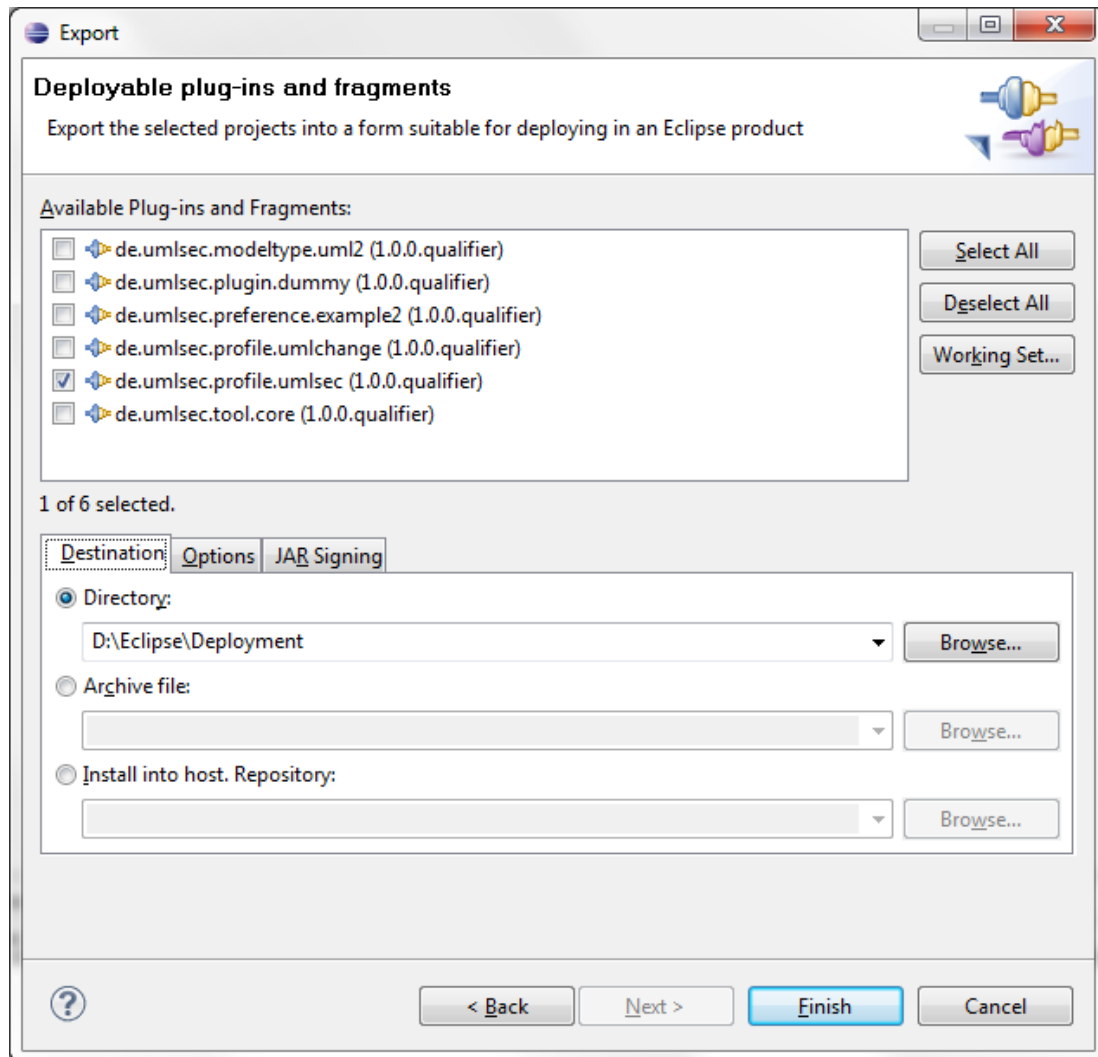 Export
Deployable plug-ins and fragments
Export the selected projects into a form suitable for deploying in an Eclipse product
Available Plug-ins and Fragments:
de.umlsec.modeltype.uml2 (1.0.0.qualifier)
de.umlsec.plugin.dummy (1.0.0.qualifier)
de.umlsec.preference.example2 (1.0.0.qualifier)
de.umlsec.profile.umlchange (1.0.0.qualifier)
de.umlsec.profile.umlsec (1.0.0.qualifier)
de.umlsec.tool.core (1.0.0.qualifier)
Select All
Deselect All
Working Set...
1 of 6 selected.
Destination Options JAR Signing
Directory:
D:\Eclipse\Deployment Browse...
Archive file:
Browse...
Install into host. Repository:
Browse...
? < Back Next > Finish Cancel